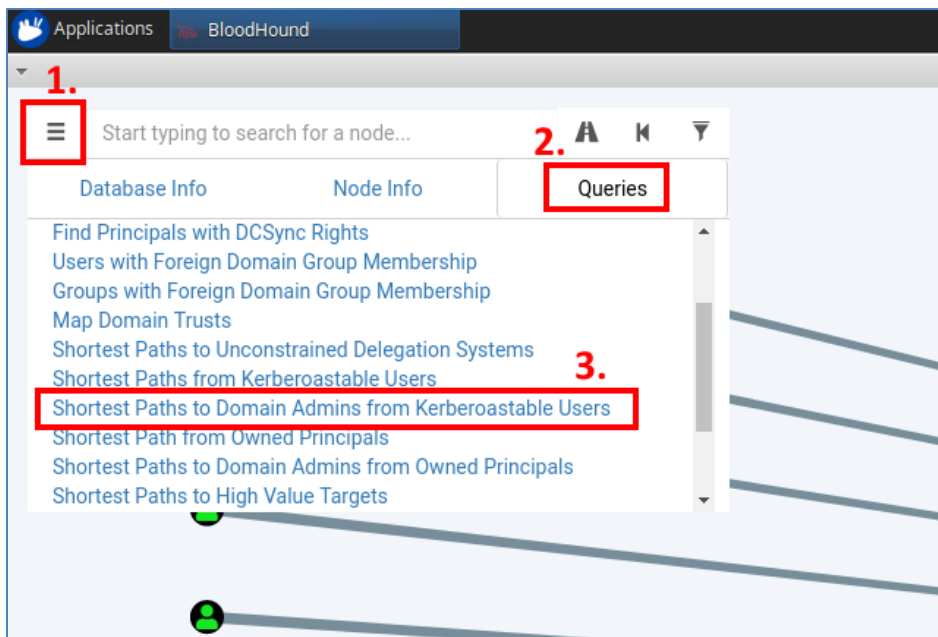 Applications BloodHound
1.
Start typing to search for a node...
2.
Database Info Node Info Queries
Find Principals with DCSync Rights
Users with Foreign Domain Group Membership
Groups with Foreign Domain Group Membership
Map Domain Trusts
Shortest Paths to Unconstrained Delegation Systems
Shortest Paths from Kerberoastable Users
3.
Shortest Paths to Domain Admins from Kerberoastable Users
Shortest Path from Owned Principals
Shortest Paths to Domain Admins from Owned Principals
Shortest Paths to High Value Targets